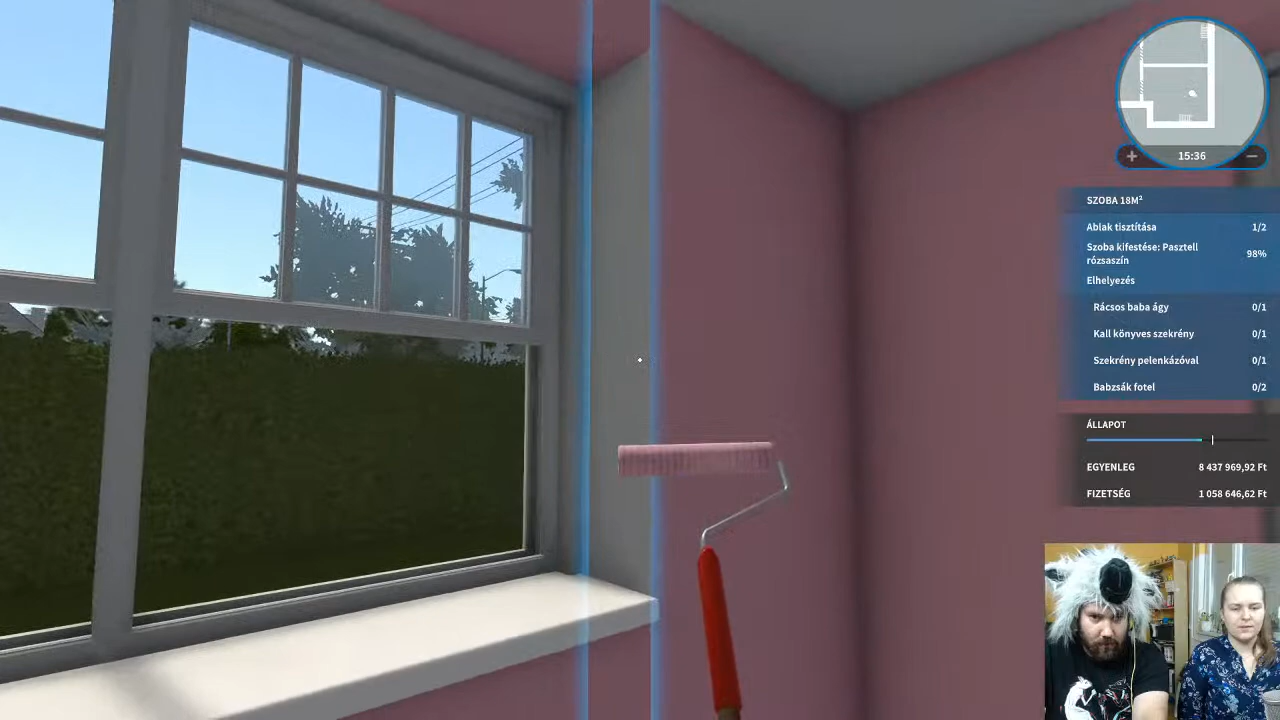 15:36
SZOBA 18M²
Ablak tisztítása 1/2
Szoba kifestése: Pasztell
rózsaszín 98%
Elhelyezés
Rácsos baba ágy 0/1
Kall könyves szekrény 0/1
Szekrény pelenkázóval 0/1
Babzsák fotel 0/2
ÁLLAPOT
EGYENLEG 8 437 969,92 Ft
FIZETSÉG 1 058 646,62 Ft